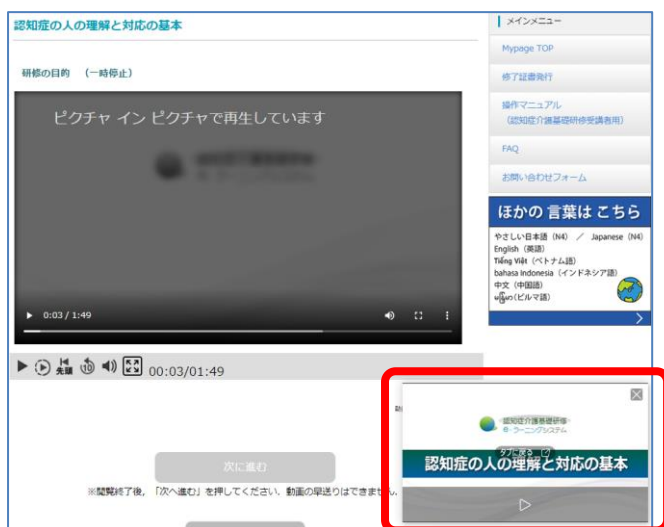 認知症の人の理解と対応の基本
研修の目的 （一時停止）
ピクチャ イン ピクチャで再生しています
0:03 / 1:49
先頭
10
00:03/01:49
次に進む
※閲覧終了後，「次へ進む」を押してください．動画の早送りはできません．
メインメニュー
Mypage TOP
修了証書発行
操作マニュアル
（認知症介護基礎研修受講者用）
FAQ
お問い合わせフォーム
ほかの 言葉は こちら
やさしい日本語（N4） ／ Japanese（N4）
English（英語）
Tiếng Việt（ベトナム語）
bahasa Indonesia（インドネシア語）
中文（中国語）
မြန်မာ（ビルマ語）
認知症介護基礎研修
e-ラーニングシステム
タブに戻る
認知症の人の理解と対応の基本